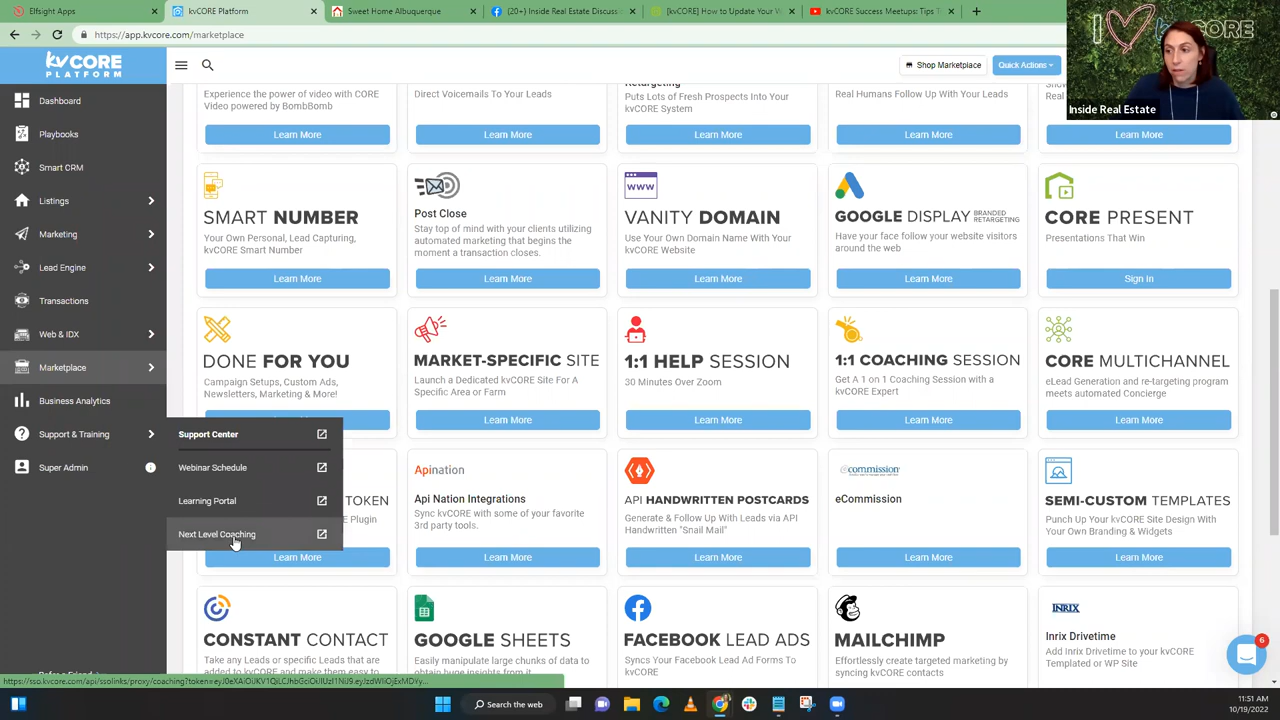 Elfsight Apps
kvCORE Platform
Sweet Home Albuquerque
(20+) Inside Real Estate Discuss
[kvCORE] How to Update Your V
kvCORE Success Meetups: Tips T
https://app.kvcore.com/marketplace
kvCORE
PLATFORM
Shop Marketplace
Quick Actions
I
Inside Real Estate
Dashboard
Playbooks
Smart CRM
Listings
Marketing
Lead Engine
Transactions
Web & IDX
Marketplace
Business Analytics
Support & Training
Super Admin
Support Center
Webinar Schedule
Learning Portal
Next Level Coaching
Experience the power of video with CORE
Video powered by BombBomb
Learn More
Direct Voicemails To Your Leads
Learn More
Retargeting
Puts Lots of Fresh Prospects Into Your
kvCORE System
Learn More
Real Humans Follow Up With Your Leads
Learn More
Real
Learn More
SMART NUMBER
Your Own Personal, Lead Capturing,
kvCORE Smart Number
Learn More
Post Close
Stay top of mind with your clients utilizing
automated marketing that begins the
moment a transaction closes.
Learn More
www
VANITY DOMAIN
Use Your Own Domain Name With Your
kvCORE Website
Learn More
GOOGLE DISPLAY BRANDED
RETARGETING
Have your face follow your website visitors
around the web
Learn More
CORE PRESENT
Presentations That Win
Sign In
DONE FOR YOU
Campaign Setups, Custom Ads,
Newsletters, Marketing & More!
MARKET-SPECIFIC SITE
Launch a Dedicated kvCORE Site For A
Specific Area or Farm
Learn More
1:1 HELP SESSION
30 Minutes Over Zoom
Learn More
1:1 COACHING SESSION
Get A 1 on 1 Coaching Session with a
kvCORE Expert
Learn More
CORE MULTICHANNEL
eLead Generation and re-targeting program
meets automated Concierge
Learn More
TOKEN
E Plugin
Learn More
Apination
Api Nation Integrations
Sync kvCORE with some of your favorite
3rd party tools.
Learn More
API HANDWRITTEN POSTCARDS
Generate & Follow Up With Leads via API
Handwritten "Snail Mail"
Learn More
ecommission
eCommission
Learn More
SEMI-CUSTOM TEMPLATES
Punch Up Your kvCORE Site Design With
Your Own Branding & Widgets
Learn More
CONSTANT CONTACT
Take any Leads or specific Leads that are
GOOGLE SHEETS
Easily manipulate large chunks of data to
FACEBOOK LEAD ADS
Syncs Your Facebook Lead Ad Forms To
kvCORE
MAILCHIMP
Effortlessly create targeted marketing by
syncing kvCORE contacts
INRIX
Inrix Drivetime
Add Inrix Drivetime to your kvCORE
Templated or WP Site
6
Search the web
11:51 AM
10/19/2022